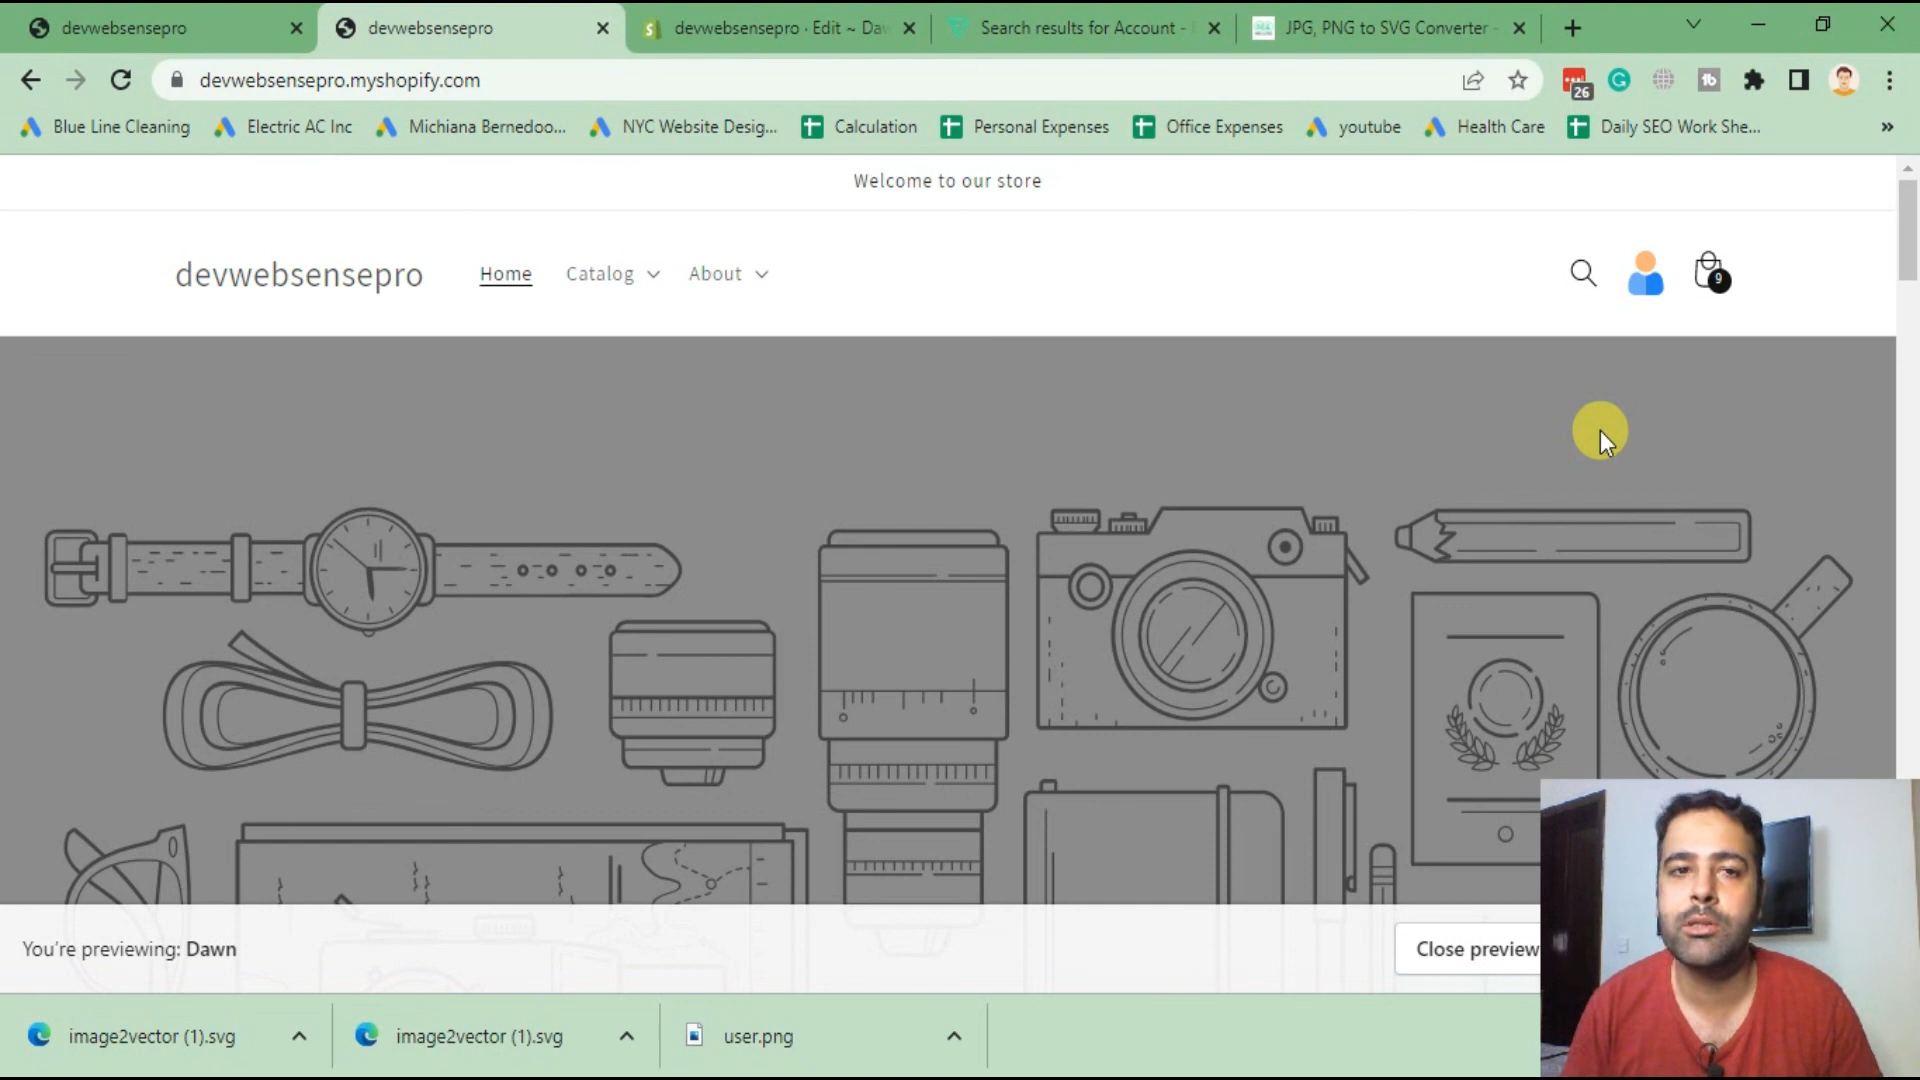 devwebsensepro
devwebsensepro
devwebsensepro · Edit ~ Daw
Search results for Account -
JPG, PNG to SVG Converter -
devwebsensepro.myshopify.com
26
Blue Line Cleaning
Electric AC Inc
Michiana Bernedoo...
NYC Website Desig...
Calculation
Personal Expenses
Office Expenses
youtube
Health Care
Daily SEO Work She...
»
Welcome to our store
devwebsensepro
Home
Catalog
About
9
You're previewing: Dawn
Close preview
image2vector (1).svg
image2vector (1).svg
user.png